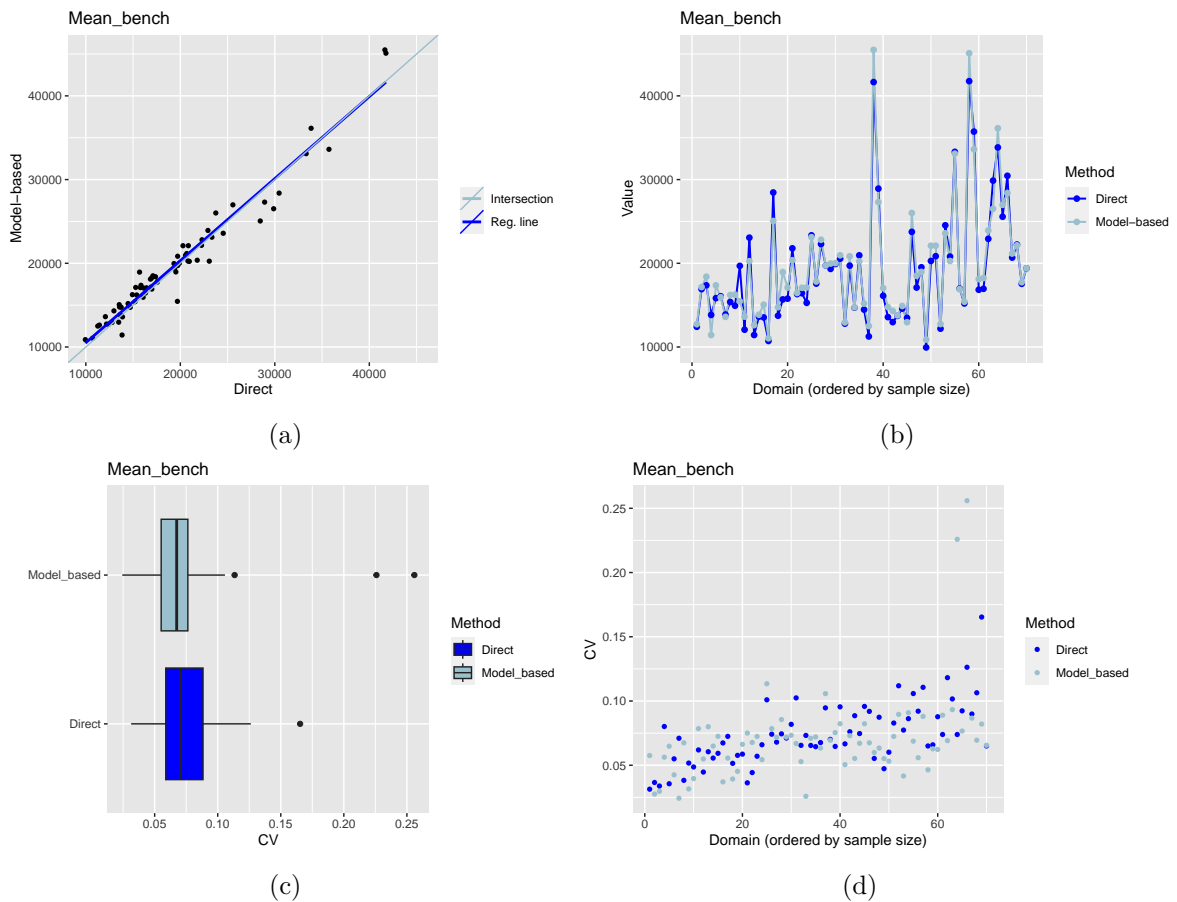 Mean_bench
Model−based
40000
30000
20000
10000
10000 20000 30000 40000
Direct
Intersection
Reg. line
(a)
Mean_bench
Value
40000
30000
20000
10000
0 20 40 60
Domain (ordered by sample size)
Method
Direct
Model−based
(b)
Mean_bench
Model_based
Direct
0.05 0.10 0.15 0.20 0.25
CV
Method
Direct
Model_based
(c)
Mean_bench
CV
0.25
0.20
0.15
0.10
0.05
0 20 40 60
Domain (ordered by sample size)
Method
Direct
Model_based
(d)